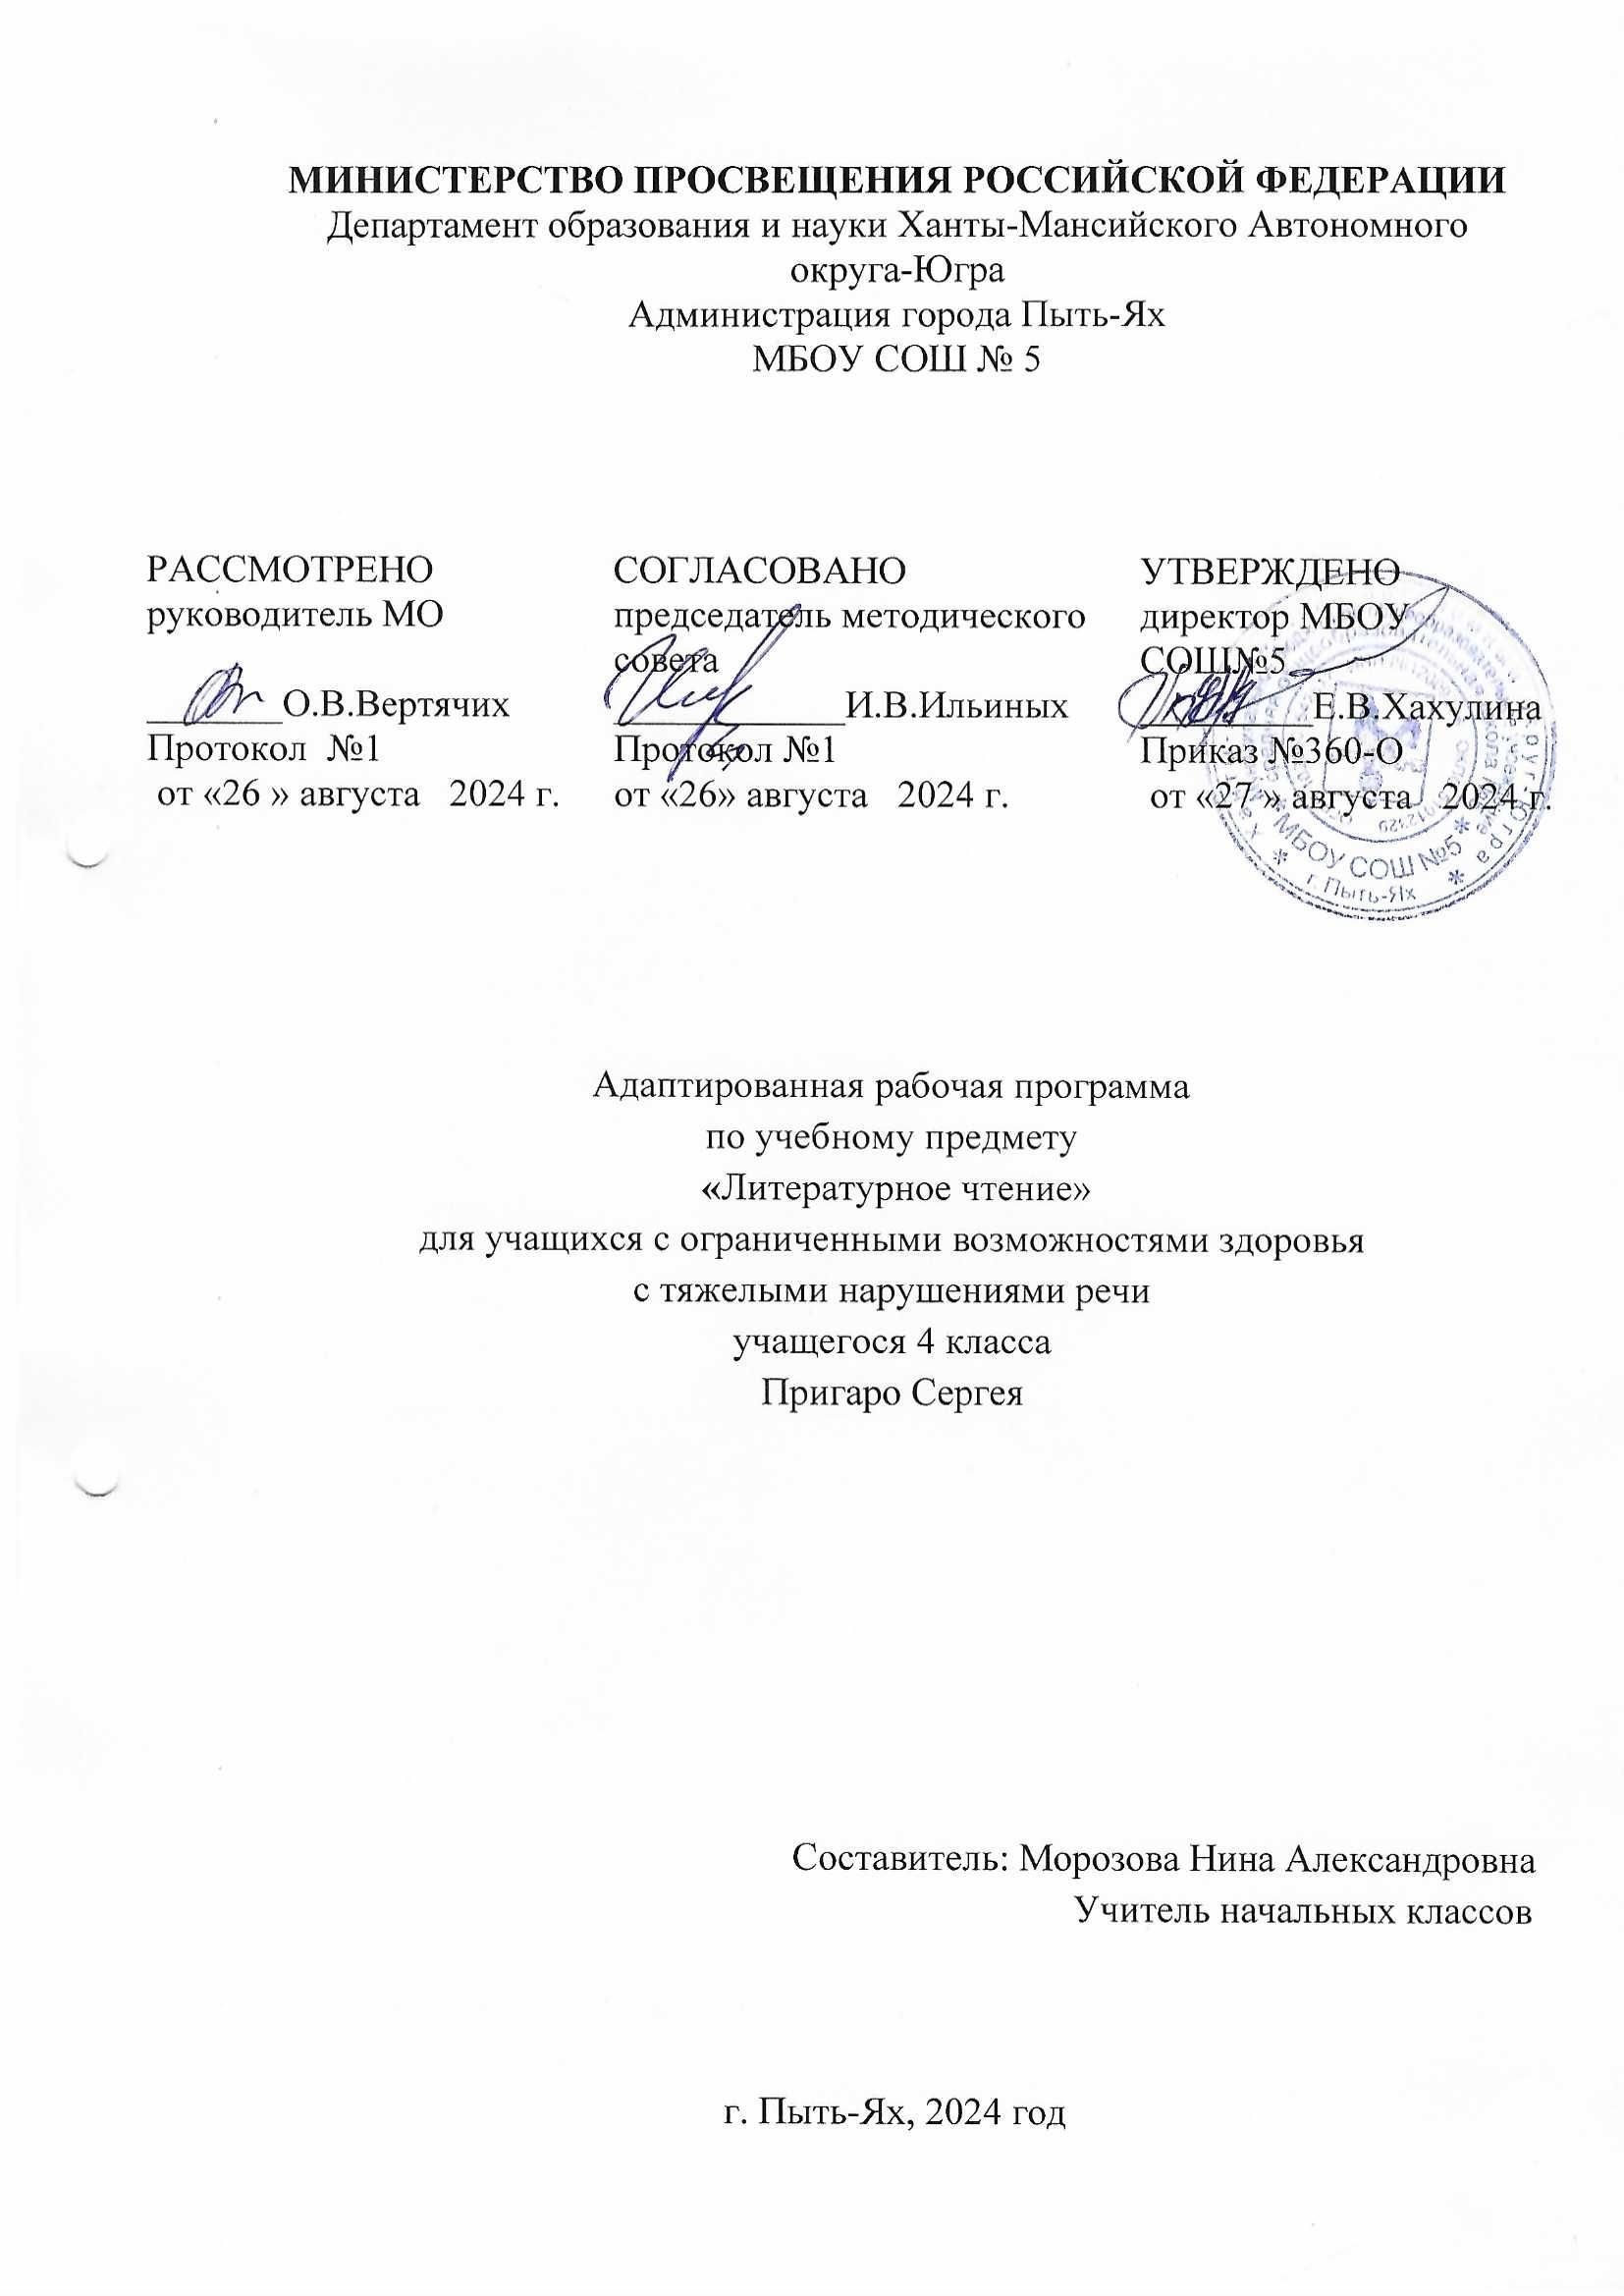 МИНИСТЕРСТВО ПРОСВЕЩЕНИЯ РОССИЙСКОЙ ФЕДЕРАЦИИ
Департамент образования и науки Ханты-Мансийского Автономного
округа-Югра
Администрация города Пыть-Ях
МБОУ СОШ № 5
РАССМОТРЕНО
руководитель МО
_______О.В.Вертячих
Протокол №1
от «26 » августа 2024 г.
СОГЛАСОВАНО
председатель методического
совета
____________И.В.Ильиных
Протокол №1
от «26» августа 2024 г.
УТВЕРЖДЕНО
директор МБОУ
СОШ№5
_________Е.В.Хахулина
Приказ №360-О
от «27 » августа 2024 г.
* МБОУ СОШ №5 *
г. Пыть-Ях
Адаптированная рабочая программа
по учебному предмету
«Литературное чтение»
для учащихся с ограниченными возможностями здоровья
с тяжелыми нарушениями речи
учащегося 4 класса
Пригаро Сергея
Составитель: Морозова Нина Александровна
Учитель начальных классов
г. Пыть-Ях, 2024 год